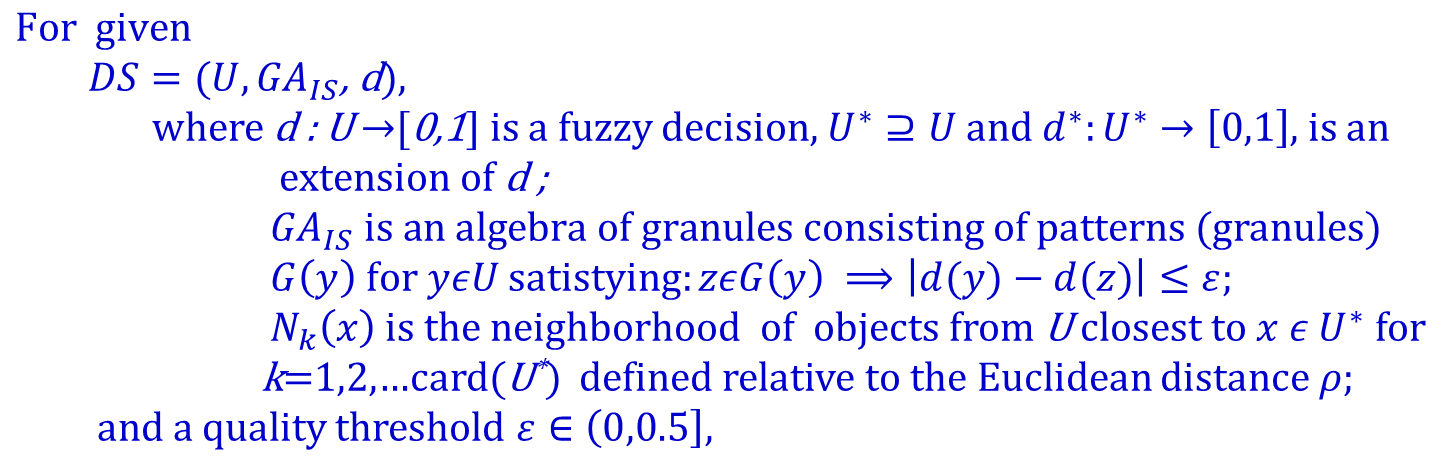 For given
DS = (U, GA_IS, d),
where d : U→[0,1] is a fuzzy decision, U* ⊇ U and d*: U* → [0,1], is an
extension of d ;
GA_IS is an algebra of granules consisting of patterns (granules)
G(y) for yϵU satistying: zϵG(y) ⟹ |d(y) − d(z)| ≤ ε;
N_k(x) is the neighborhood of objects from U closest to x ϵ U* for
k=1,2,…card(U*) defined relative to the Euclidean distance ρ;
and a quality threshold ε ∈ (0,0.5],